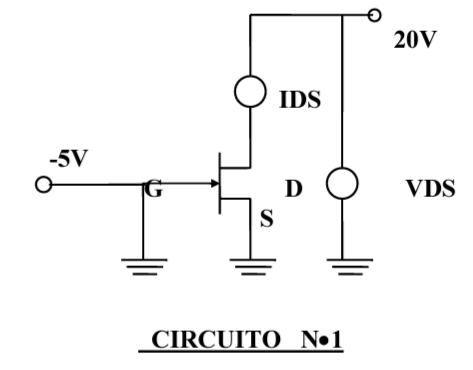 20V
IDS
-5V
G
D
VDS
S
CIRCUITO N•1